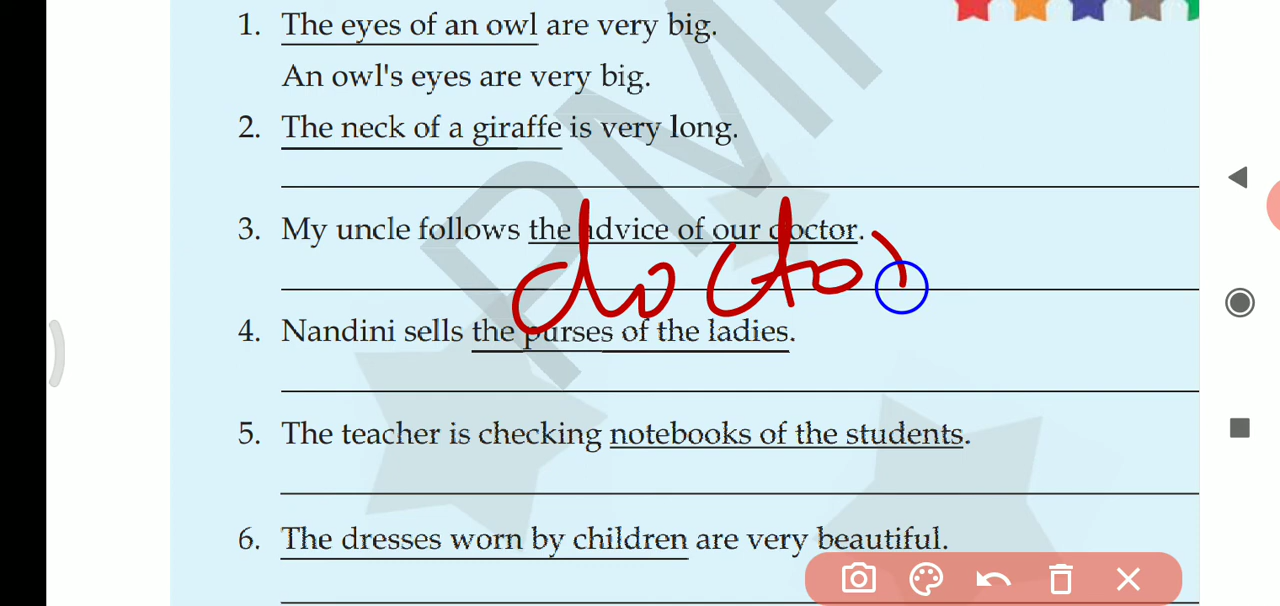 1. The eyes of an owl are very big.
An owl's eyes are very big.
2. The neck of a giraffe is very long.
3. My uncle follows the advice of our doctor.
docto
4. Nandini sells the purses of the ladies.
5. The teacher is checking notebooks of the students.
6. The dresses worn by children are very beautiful.